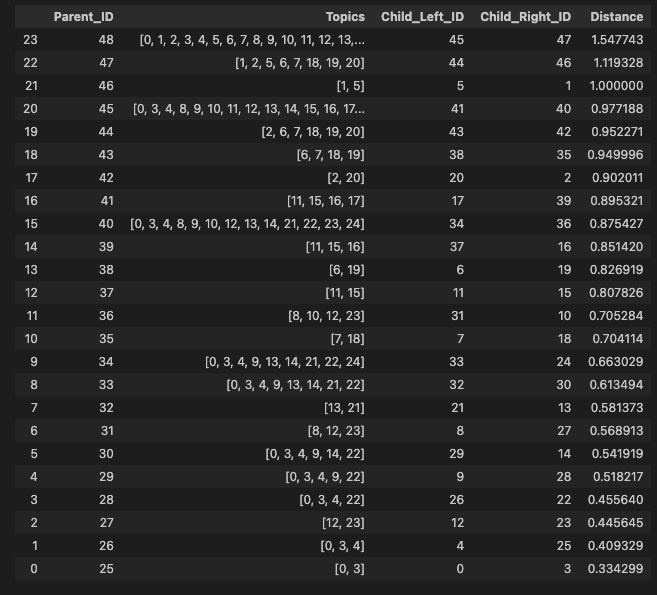 Parent_ID Topics Child_Left_ID Child_Right_ID Distance
23 48 [0, 1, 2, 3, 4, 5, 6, 7, 8, 9, 10, 11, 12, 13,... 45 47 1.547743
22 47 [1, 2, 5, 6, 7, 18, 19, 20] 44 46 1.119328
21 46 [1, 5] 5 1 1.000000
20 45 [0, 3, 4, 8, 9, 10, 11, 12, 13, 14, 15, 16, 17... 41 40 0.977188
19 44 [2, 6, 7, 18, 19, 20] 43 42 0.952271
18 43 [6, 7, 18, 19] 38 35 0.949996
17 42 [2, 20] 20 2 0.902011
16 41 [11, 15, 16, 17] 17 39 0.895321
15 40 [0, 3, 4, 8, 9, 10, 12, 13, 14, 21, 22, 23, 24] 34 36 0.875427
14 39 [11, 15, 16] 37 16 0.851420
13 38 [6, 19] 6 19 0.826919
12 37 [11, 15] 11 15 0.807826
11 36 [8, 10, 12, 23] 31 10 0.705284
10 35 [7, 18] 7 18 0.704114
9 34 [0, 3, 4, 9, 13, 14, 21, 22, 24] 33 24 0.663029
8 33 [0, 3, 4, 9, 13, 14, 21, 22] 32 30 0.613494
7 32 [13, 21] 21 13 0.581373
6 31 [8, 12, 23] 8 27 0.568913
5 30 [0, 3, 4, 9, 14, 22] 29 14 0.541919
4 29 [0, 3, 4, 9, 22] 9 28 0.518217
3 28 [0, 3, 4, 22] 26 22 0.455640
2 27 [12, 23] 12 23 0.445645
1 26 [0, 3, 4] 4 25 0.409329
0 25 [0, 3] 0 3 0.334299